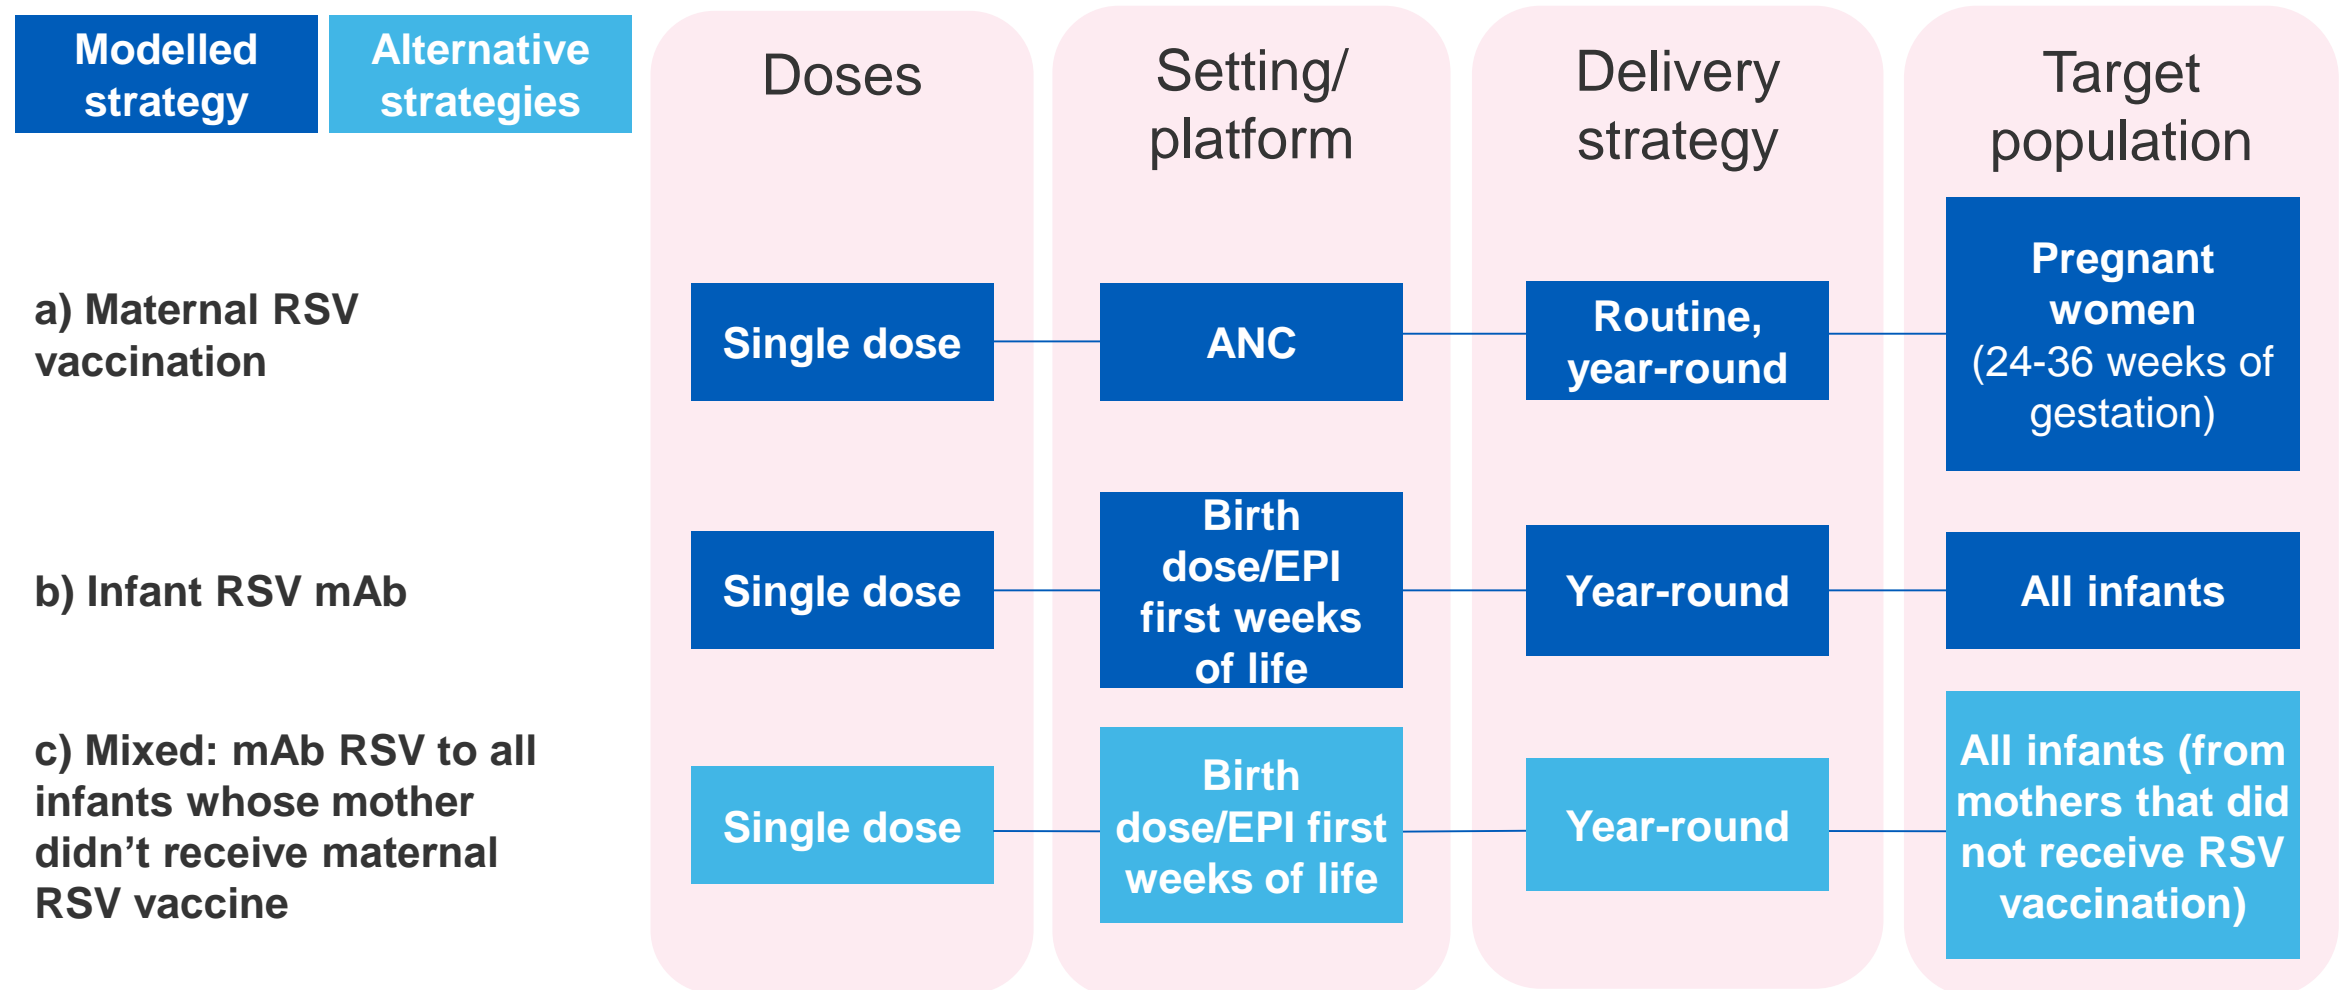 Modelled
strategy
Alternative
strategies
Doses
Setting/
platform
Delivery
strategy
Target
population
a) Maternal RSV
vaccination
Single dose
ANC
Routine,
year-round
Pregnant
women
(24-36 weeks of
gestation)
b) Infant RSV mAb
Single dose
Birth
dose/EPI
first weeks
of life
Year-round
All infants
c) Mixed: mAb RSV to all
infants whose mother
didn’t receive maternal
RSV vaccine
Single dose
Birth
dose/EPI first
weeks of life
Year-round
All infants (from
mothers that did
not receive RSV
vaccination)